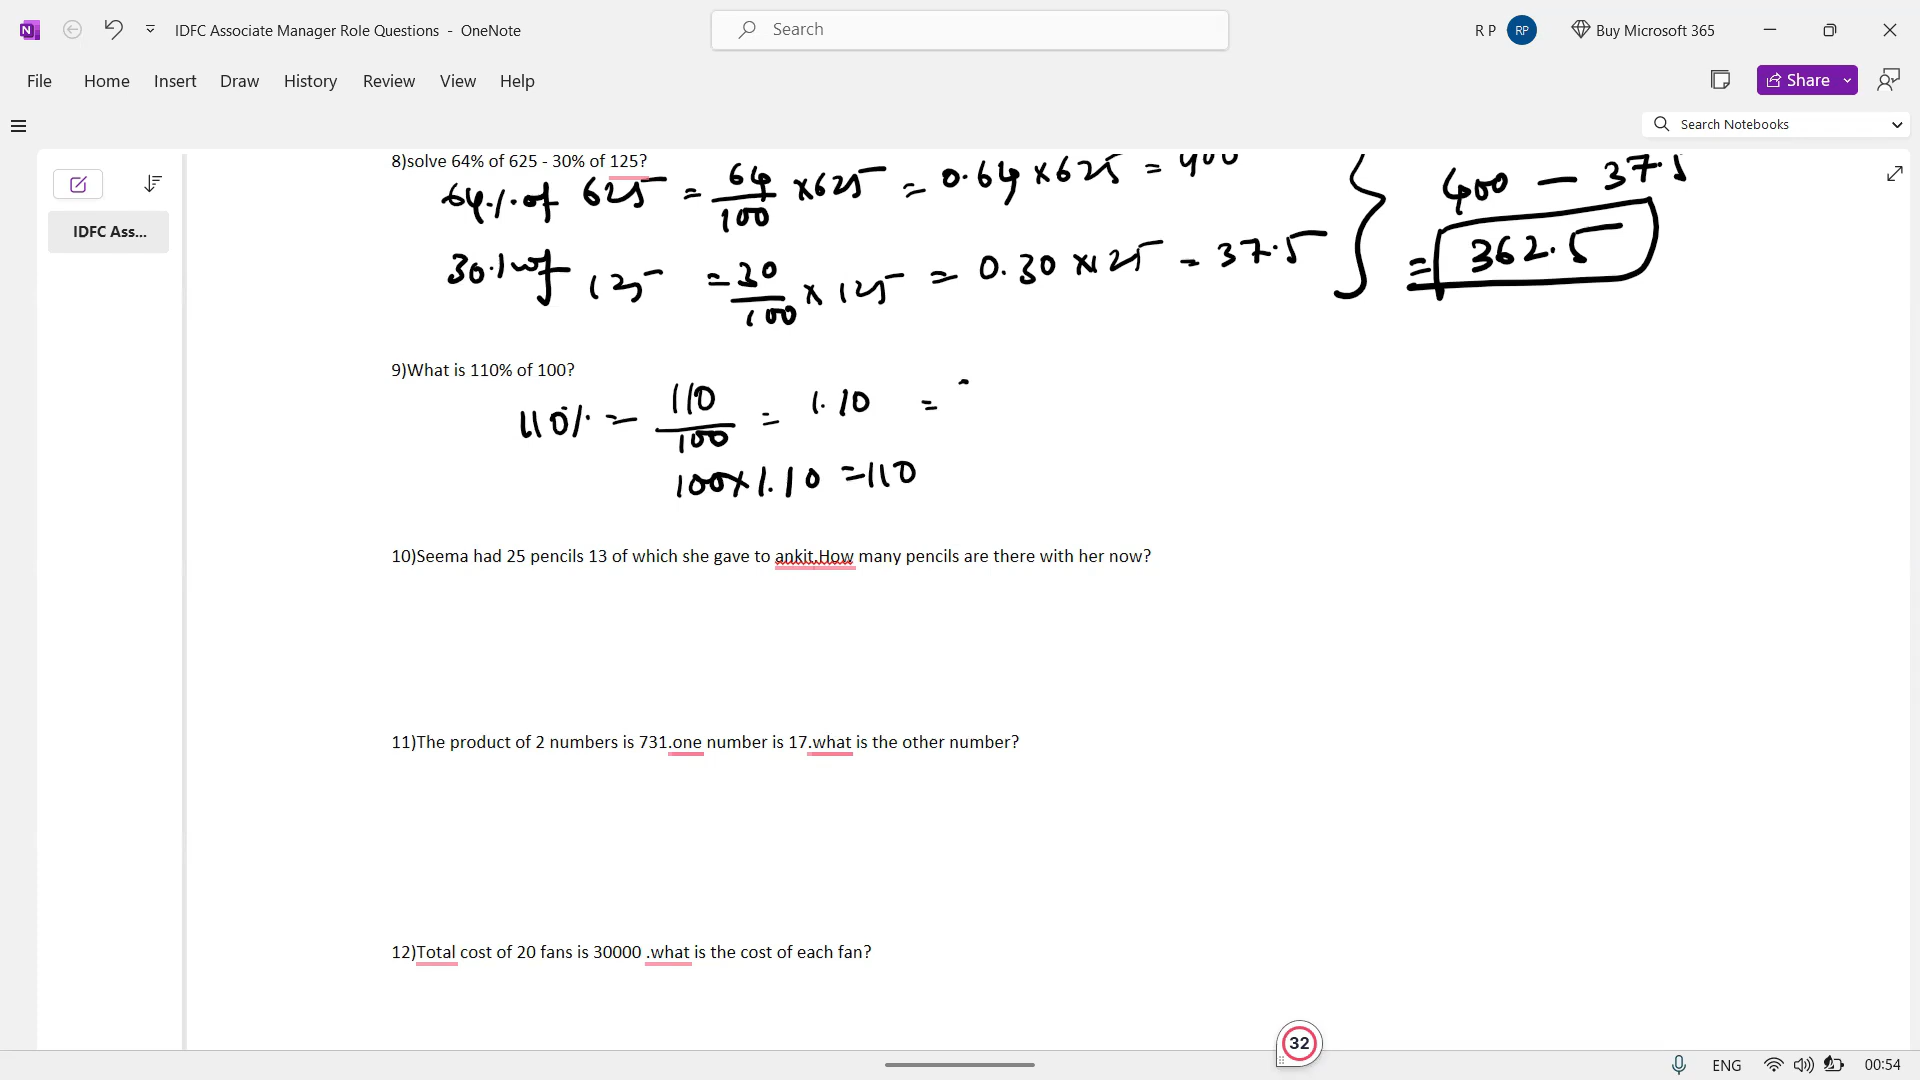 IDFC Associate Manager Role Questions - OneNote
Search
R P
RP
Buy Microsoft 365
File Home Insert Draw History Review View Help
Share
Search Notebooks
IDFC Ass...
8)solve 64% of 625 - 30% of 125?
64% of 625 = 64/100 × 625 = 0.64 × 625 = 400
400 - 37.5
30% of 125 = 30/100 × 125 = 0.30 × 125 = 37.5
= 362.5
9)What is 110% of 100?
110% = 110/100 = 1.10 =
100 × 1.10 = 110
10)Seema had 25 pencils 13 of which she gave to ankit.How many pencils are there with her now?
11)The product of 2 numbers is 731.one number is 17.what is the other number?
12)Total cost of 20 fans is 30000 .what is the cost of each fan?
32
ENG
00:54